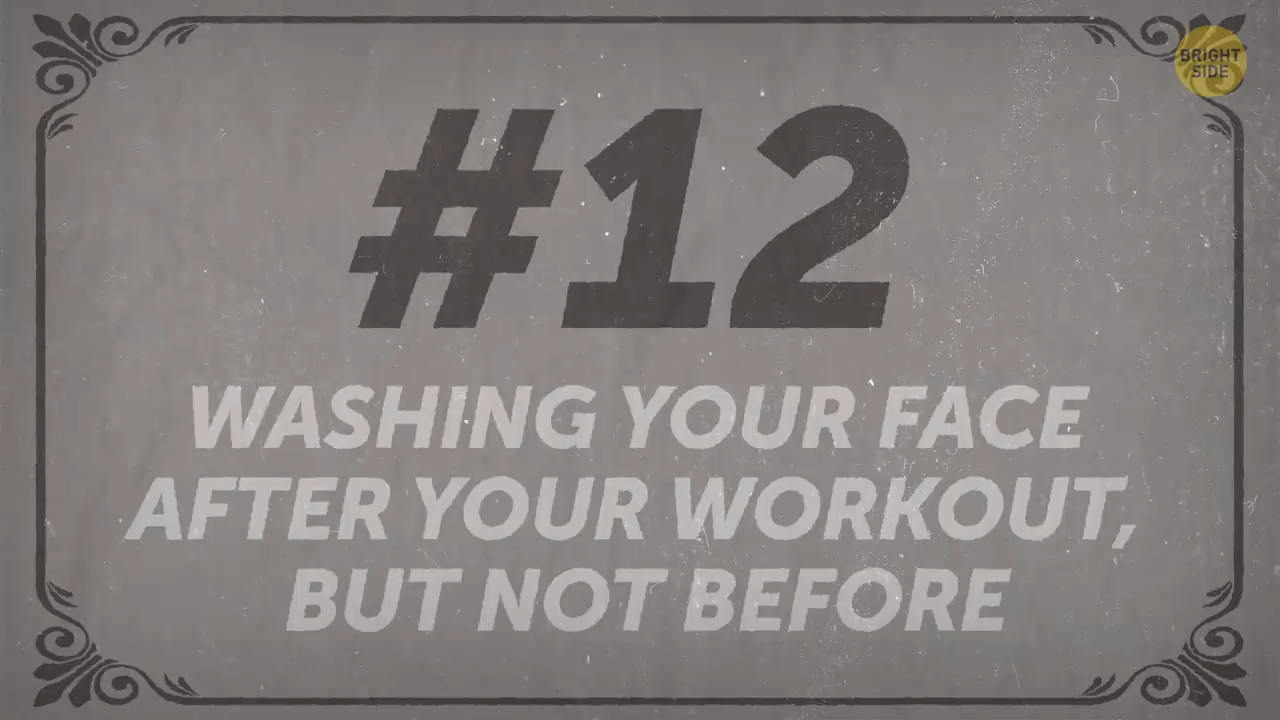 BRIGHT
SIDE
#12
WASHING YOUR FACE
AFTER YOUR WORKOUT,
BUT NOT BEFORE